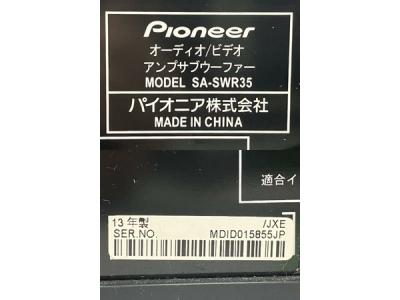 Pioneer
オーディオ/ビデオ
アンプサブウーファー
MODEL SA-SWR35
パイオニア株式会社
MADE IN CHINA
適合イ
13年製 /JXE
SER.NO. MDID015855JP